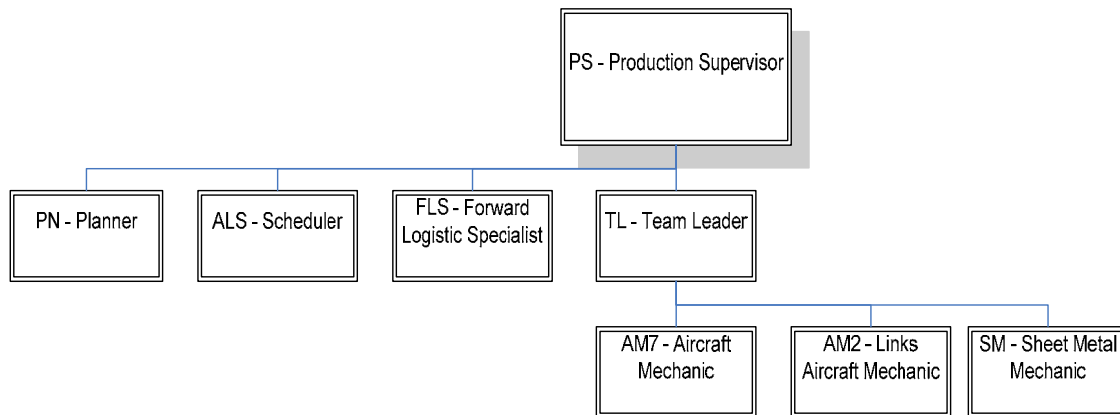 PS - Production Supervisor
PN - Planner
ALS - Scheduler
FLS - Forward
Logistic Specialist
TL - Team Leader
AM7 - Aircraft
Mechanic
AM2 - Links
Aircraft Mechanic
SM - Sheet Metal
Mechanic